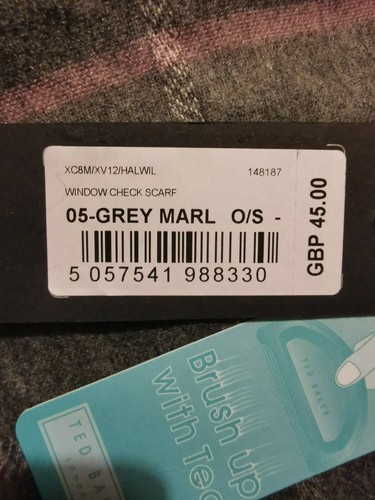 XC8M/XV12/HALWIL 148187
WINDOW CHECK SCARF
05-GREY MARL O/S -
5 057541 988330
GBP 45.00
TED BAKER
Brush up
with Ted
TED